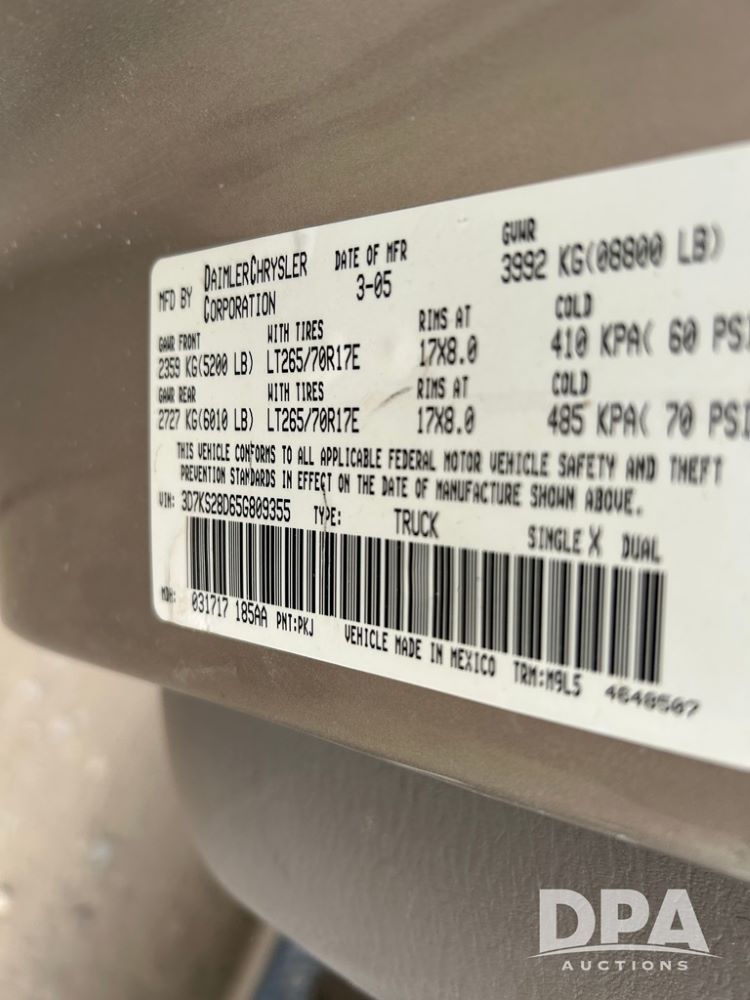 MFD BY DAIMLERCHRYSLER CORPORATION DATE OF MFR 3-05 GVWR 3992 KG(08800 LB)
GAWR FRONT WITH TIRES RIMS AT COLD
2359 KG(5200 LB) LT265/70R17E 17X8.0 410 KPA( 60 PSI
GAWR REAR WITH TIRES RIMS AT COLD
2727 KG(6010 LB) LT265/70R17E 17X8.0 485 KPA( 70 PSI
THIS VEHICLE CONFORMS TO ALL APPLICABLE FEDERAL MOTOR VEHICLE SAFETY AND THEFT
PREVENTION STANDARDS IN EFFECT ON THE DATE OF MANUFACTURE SHOWN ABOVE.
VIN: 3D7KS28D65G809355 TYPE: TRUCK SINGLE X DUAL
MDH: 031717 185AA PNT:PKJ VEHICLE MADE IN MEXICO TRM:M9L5 4648507
DPA
AUCTIONS